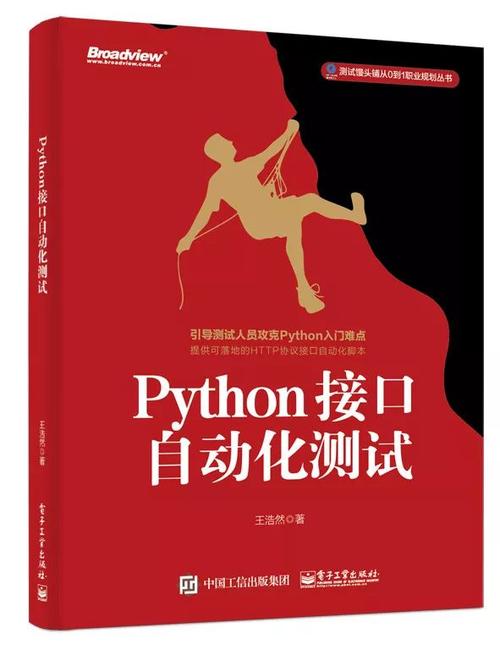 Broadview®
www.broadview.com.cn
测试馒头铺从0到1职业规划丛书
引导测试人员攻克Python入门难点
提供可落地的HTTP协议接口自动化脚本
Python 接口
自动化测试
王浩然◎著
中国工信出版集团
电子工业出版社
Python接口自动化测试
王浩然◎著
电子工业出版社